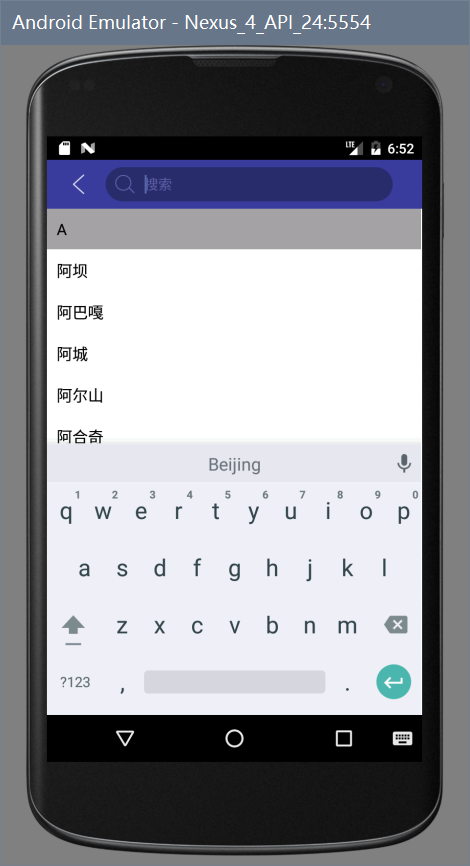 Android Emulator - Nexus_4_API_24:5554
LTE 6:52
搜索
A
阿坝
阿巴嘎
阿城
阿尔山
阿合奇
Beijing
1 2 3 4 5 6 7 8 9 0
q w e r t y u i o p
a s d f g h j k l
z x c v b n m
?123 , .